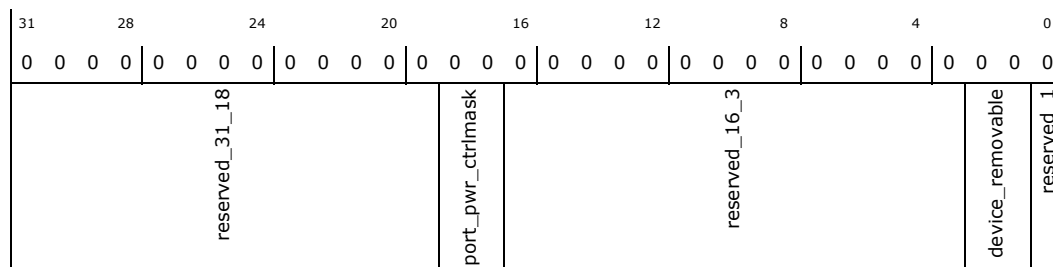 31 28 24 20 16 12 8 4 0
0 0 0 0 0 0 0 0 0 0 0 0 0 0 0 0 0 0 0 0 0 0 0 0 0 0 0 0 0 0 0 0
reserved_31_18
port_pwr_ctrlmask
reserved_16_3
device_removable
reserved_1